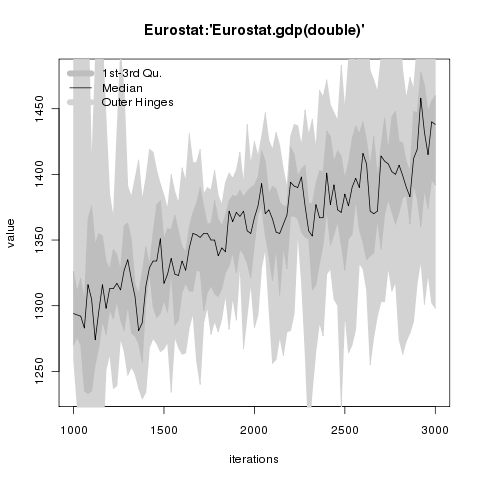 Eurostat:'Eurostat.gdp(double)'
1st-3rd Qu.
Median
Outer Hinges
value
1450
1400
1350
1300
1250
1000 1500 2000 2500 3000
iterations